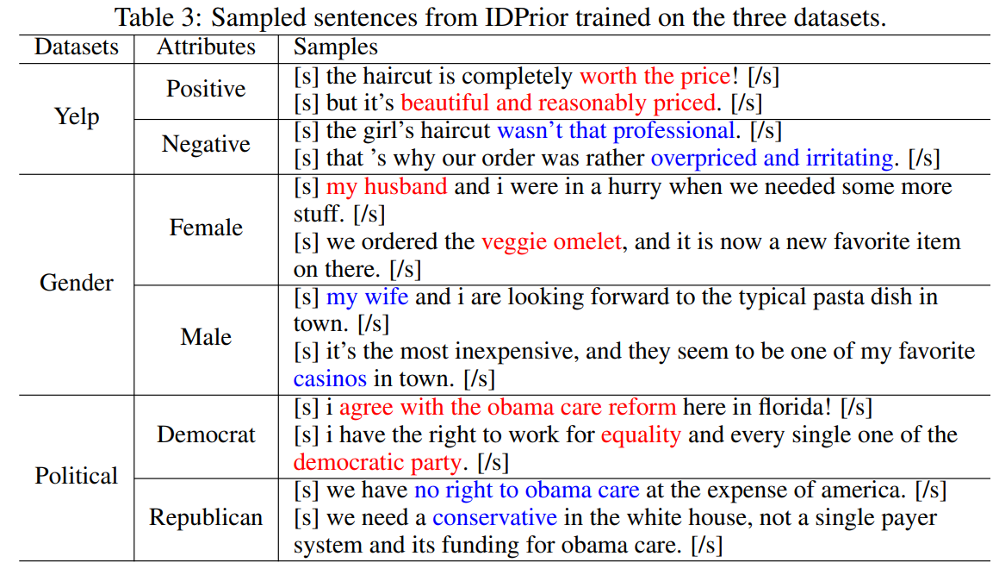 Table 3: Sampled sentences from IDPrior trained on the three datasets.
Datasets Attributes Samples
Yelp
Positive
[s] the haircut is completely worth the price! [/s]
[s] but it's beautiful and reasonably priced. [/s]
Negative
[s] the girl's haircut wasn't that professional. [/s]
[s] that 's why our order was rather overpriced and irritating. [/s]
Gender
Female
[s] my husband and i were in a hurry when we needed some more
stuff. [/s]
[s] we ordered the veggie omelet, and it is now a new favorite item
on there. [/s]
Male
[s] my wife and i are looking forward to the typical pasta dish in
town. [/s]
[s] it's the most inexpensive, and they seem to be one of my favorite
casinos in town. [/s]
Political
Democrat
[s] i agree with the obama care reform here in florida! [/s]
[s] i have the right to work for equality and every single one of the
democratic party. [/s]
Republican
[s] we have no right to obama care at the expense of america. [/s]
[s] we need a conservative in the white house, not a single payer
system and its funding for obama care. [/s]